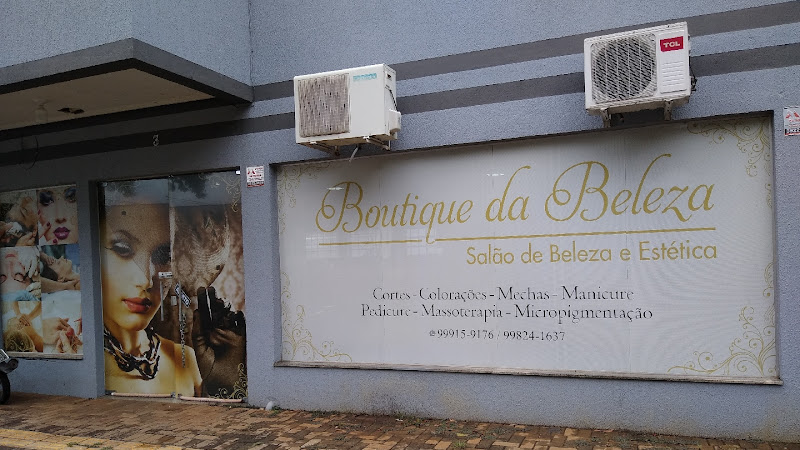 TCL
Boutique da Beleza
Salão de Beleza e Estética
Cortes - Colorações - Mechas - Manicure
Pedicure - Massoterapia - Micropigmentação
99915-9176 / 99824-1637